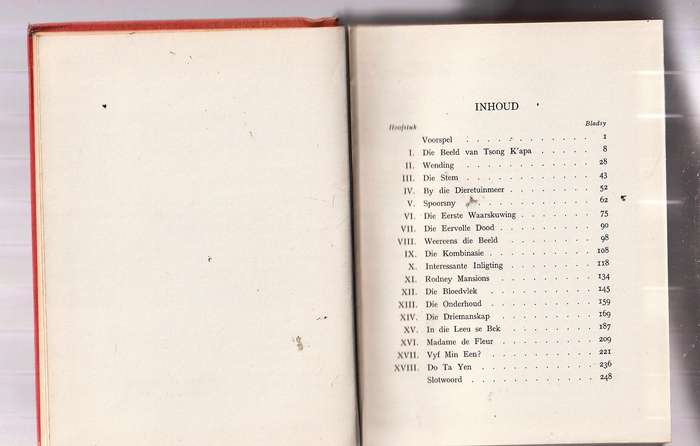 INHOUD
Hoofstuk Bladsy
Voorspel . . . . . . . . . . . . 1
I. Die Beeld van Tsong K'apa . . . . . 8
II. Wending . . . . . . . . . . . . 28
III. Die Stem . . . . . . . . . . . . 43
IV. By die Dieretuinmeer . . . . . . . . 52
V. Spoorsny . . . . . . . . . . . . 62
VI. Die Eerste Waarskuwing . . . . . . . 75
VII. Die Eervolle Dood . . . . . . . . . 90
VIII. Weereens die Beeld . . . . . . . . 98
IX. Die Kombinasie . . . . . . . . . . 108
X. Interessante Inligting . . . . . . . . 118
XI. Rodney Mansions . . . . . . . . . 134
XII. Die Bloedvlek . . . . . . . . . . 145
XIII. Die Onderhoud . . . . . . . . . . 159
XIV. Die Driemanskap . . . . . . . . . 169
XV. In die Leeu se Bek . . . . . . . . 187
XVI. Madame de Fleur . . . . . . . . . 209
XVII. Vyf Min Een? . . . . . . . . . . 221
XVIII. Do Ta Yen . . . . . . . . . . . 236
Slotwoord . . . . . . . . . . . 248